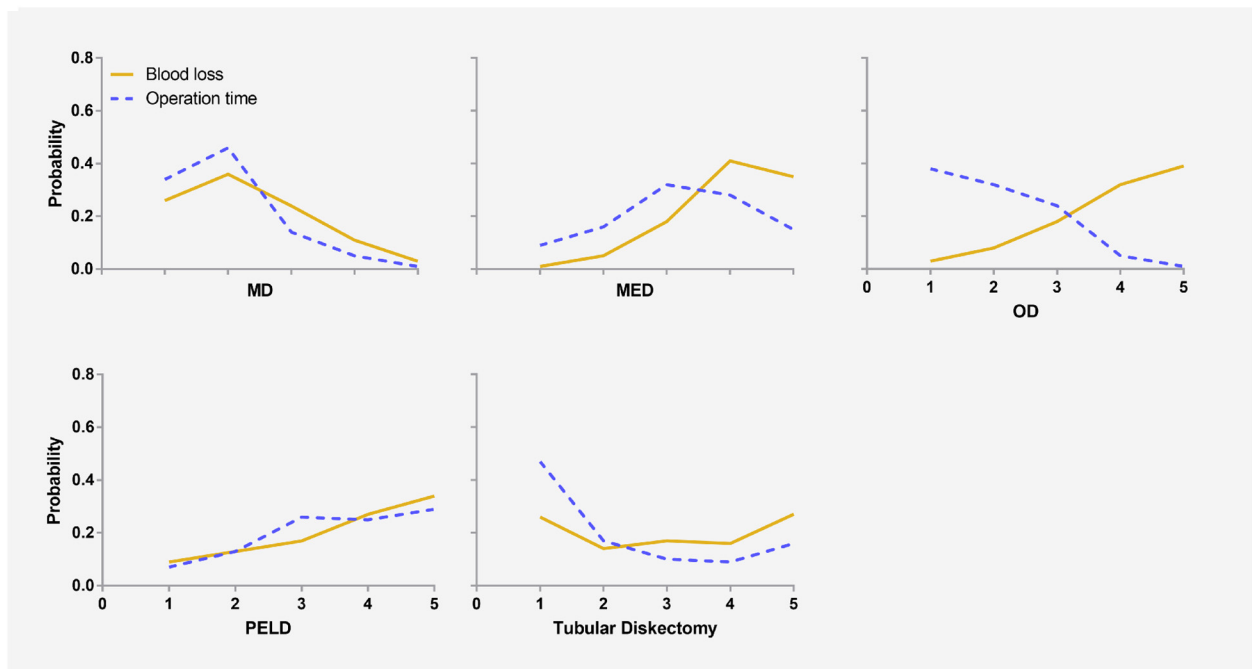 0.8
Blood loss
Operation time
0.6
0.4
0.2
0.0
Probability
MD
MED
0 1 2 3 4 5
OD
0.8
0.6
0.4
0.2
0.0
Probability
0 1 2 3 4 5
PELD
0 1 2 3 4 5
Tubular Diskectomy